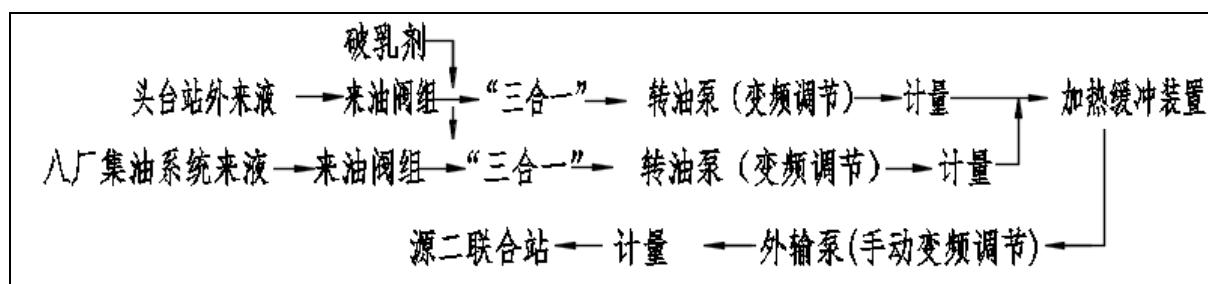 破乳剂
头台站外来液 来油阀组 “三合一” 转油泵(变频调节) 计量 加热缓冲装置
八厂集油系统来液 来油阀组 “三合一” 转油泵(变频调节) 计量
源二联合站 计量 外输泵(手动变频调节)